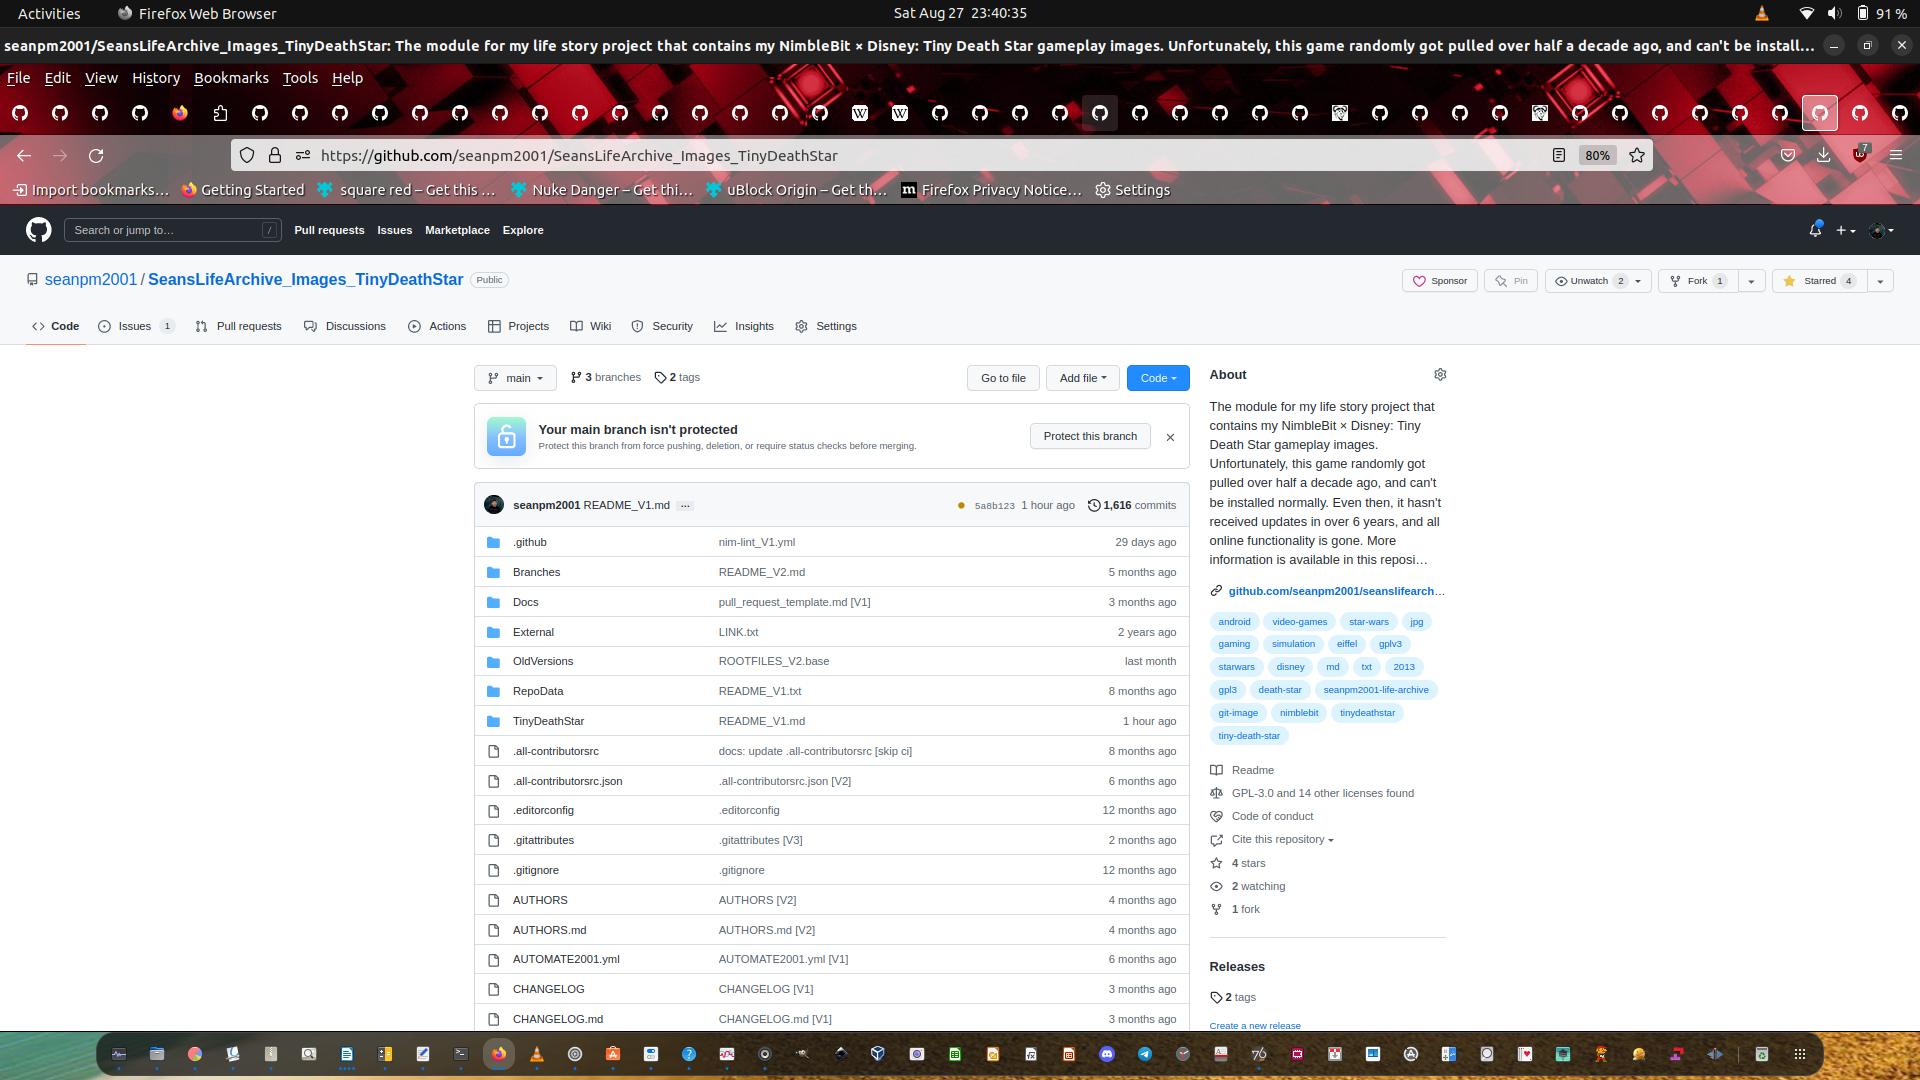 Activities Firefox Web Browser Sat Aug 27 23:40:35 91 %
seanpm2001/SeansLifeArchive_Images_TinyDeathStar: The module for my life story project that contains my NimbleBit × Disney: Tiny Death Star gameplay images. Unfortunately, this game randomly got pulled over half a decade ago, and can't be install…
File Edit View History Bookmarks Tools Help
https://github.com/seanpm2001/SeansLifeArchive_Images_TinyDeathStar 80% 7
Import bookmarks… Getting Started square red – Get this … Nuke Danger – Get thi… uBlock Origin – Get th… Firefox Privacy Notice… Settings
Search or jump to… / Pull requests Issues Marketplace Explore
seanpm2001 / SeansLifeArchive_Images_TinyDeathStar Public Sponsor Pin Unwatch 2 Fork 1 Starred 4
Code Issues 1 Pull requests Discussions Actions Projects Wiki Security Insights Settings
main 3 branches 2 tags Go to file Add file Code
Your main branch isn't protected
Protect this branch from force pushing, deletion, or require status checks before merging.
Protect this branch
seanpm2001 README_V1.md … 5a8b123 1 hour ago 1,616 commits
.github nim-lint_V1.yml 29 days ago
Branches README_V2.md 5 months ago
Docs pull_request_template.md [V1] 3 months ago
External LINK.txt 2 years ago
OldVersions ROOTFILES_V2.base last month
RepoData README_V1.txt 8 months ago
TinyDeathStar README_V1.md 1 hour ago
.all-contributorsrc docs: update .all-contributorsrc [skip ci] 8 months ago
.all-contributorsrc.json .all-contributorsrc.json [V2] 6 months ago
.editorconfig .editorconfig 12 months ago
.gitattributes .gitattributes [V3] 2 months ago
.gitignore .gitignore 12 months ago
AUTHORS AUTHORS [V2] 4 months ago
AUTHORS.md AUTHORS.md [V2] 4 months ago
AUTOMATE2001.yml AUTOMATE2001.yml [V1] 6 months ago
CHANGELOG CHANGELOG [V1] 3 months ago
CHANGELOG.md CHANGELOG.md [V1] 3 months ago
About
The module for my life story project that
contains my NimbleBit × Disney: Tiny
Death Star gameplay images.
Unfortunately, this game randomly got
pulled over half a decade ago, and can't
be installed normally. Even then, it hasn't
received updates in over 6 years, and all
online functionality is gone. More
information is available in this reposi…
github.com/seanpm2001/seanslifearch…
android video-games star-wars jpg
gaming simulation eiffel gplv3
starwars disney md txt 2013
gpl3 death-star seanpm2001-life-archive
git-image nimblebit tinydeathstar
tiny-death-star
Readme
GPL-3.0 and 14 other licenses found
Code of conduct
Cite this repository
4 stars
2 watching
1 fork
Releases
2 tags
Create a new release